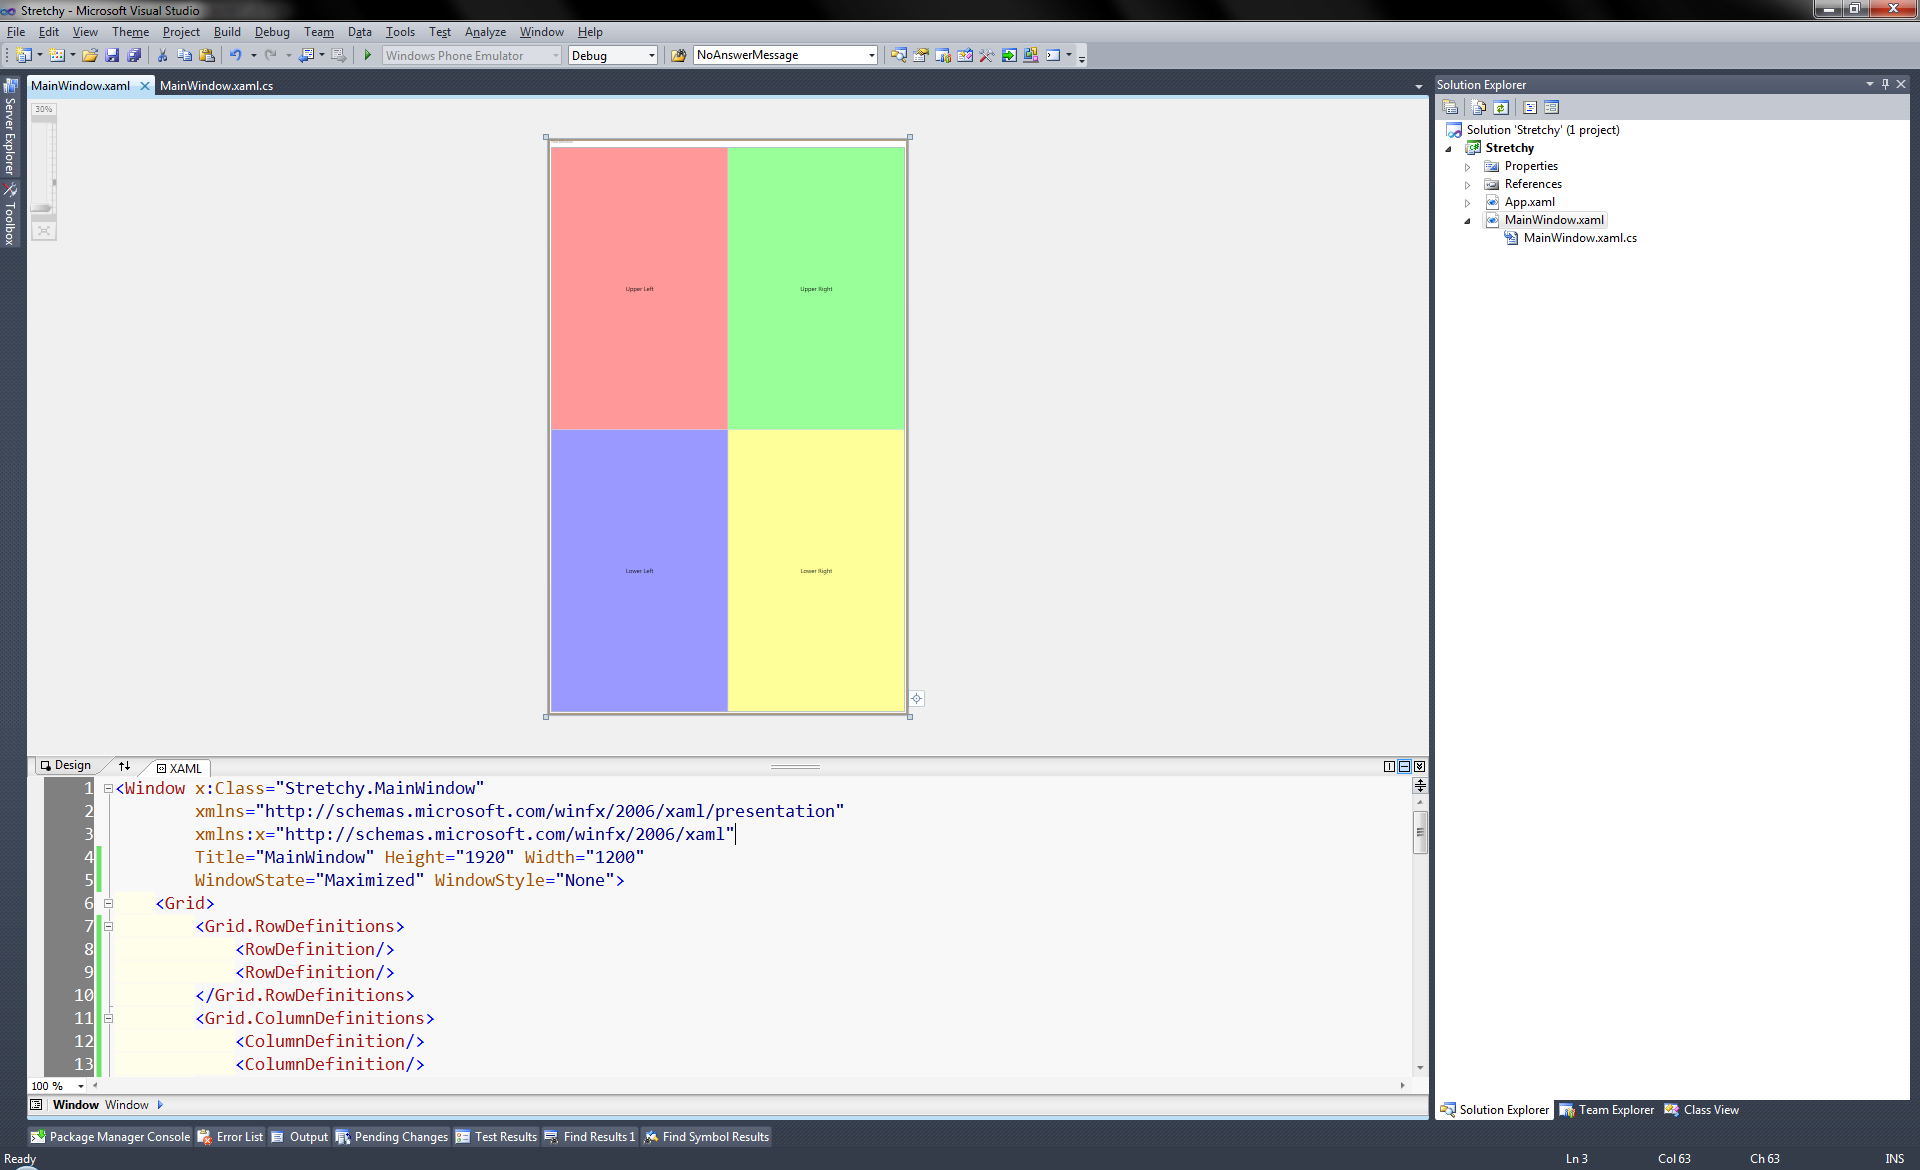 Stretchy - Microsoft Visual Studio
File Edit View Theme Project Build Debug Team Data Tools Test Analyze Window Help
Windows Phone Emulator Debug NoAnswerMessage
MainWindow.xaml MainWindow.xaml.cs
30%
Server Explorer
Toolbox
Upper Left Upper Right
Lower Left Lower Right
Design XAML
1 <Window x:Class="Stretchy.MainWindow"
2 xmlns="http://schemas.microsoft.com/winfx/2006/xaml/presentation"
3 xmlns:x="http://schemas.microsoft.com/winfx/2006/xaml"
4 Title="MainWindow" Height="1920" Width="1200"
5 WindowState="Maximized" WindowStyle="None">
6 <Grid>
7 <Grid.RowDefinitions>
8 <RowDefinition/>
9 <RowDefinition/>
10 </Grid.RowDefinitions>
11 <Grid.ColumnDefinitions>
12 <ColumnDefinition/>
13 <ColumnDefinition/>
100 %
Window Window
Solution Explorer
Solution 'Stretchy' (1 project)
Stretchy
Properties
References
App.xaml
MainWindow.xaml
MainWindow.xaml.cs
Solution Explorer Team Explorer Class View
Package Manager Console Error List Output Pending Changes Test Results Find Results 1 Find Symbol Results
Ready Ln 3 Col 63 Ch 63 INS